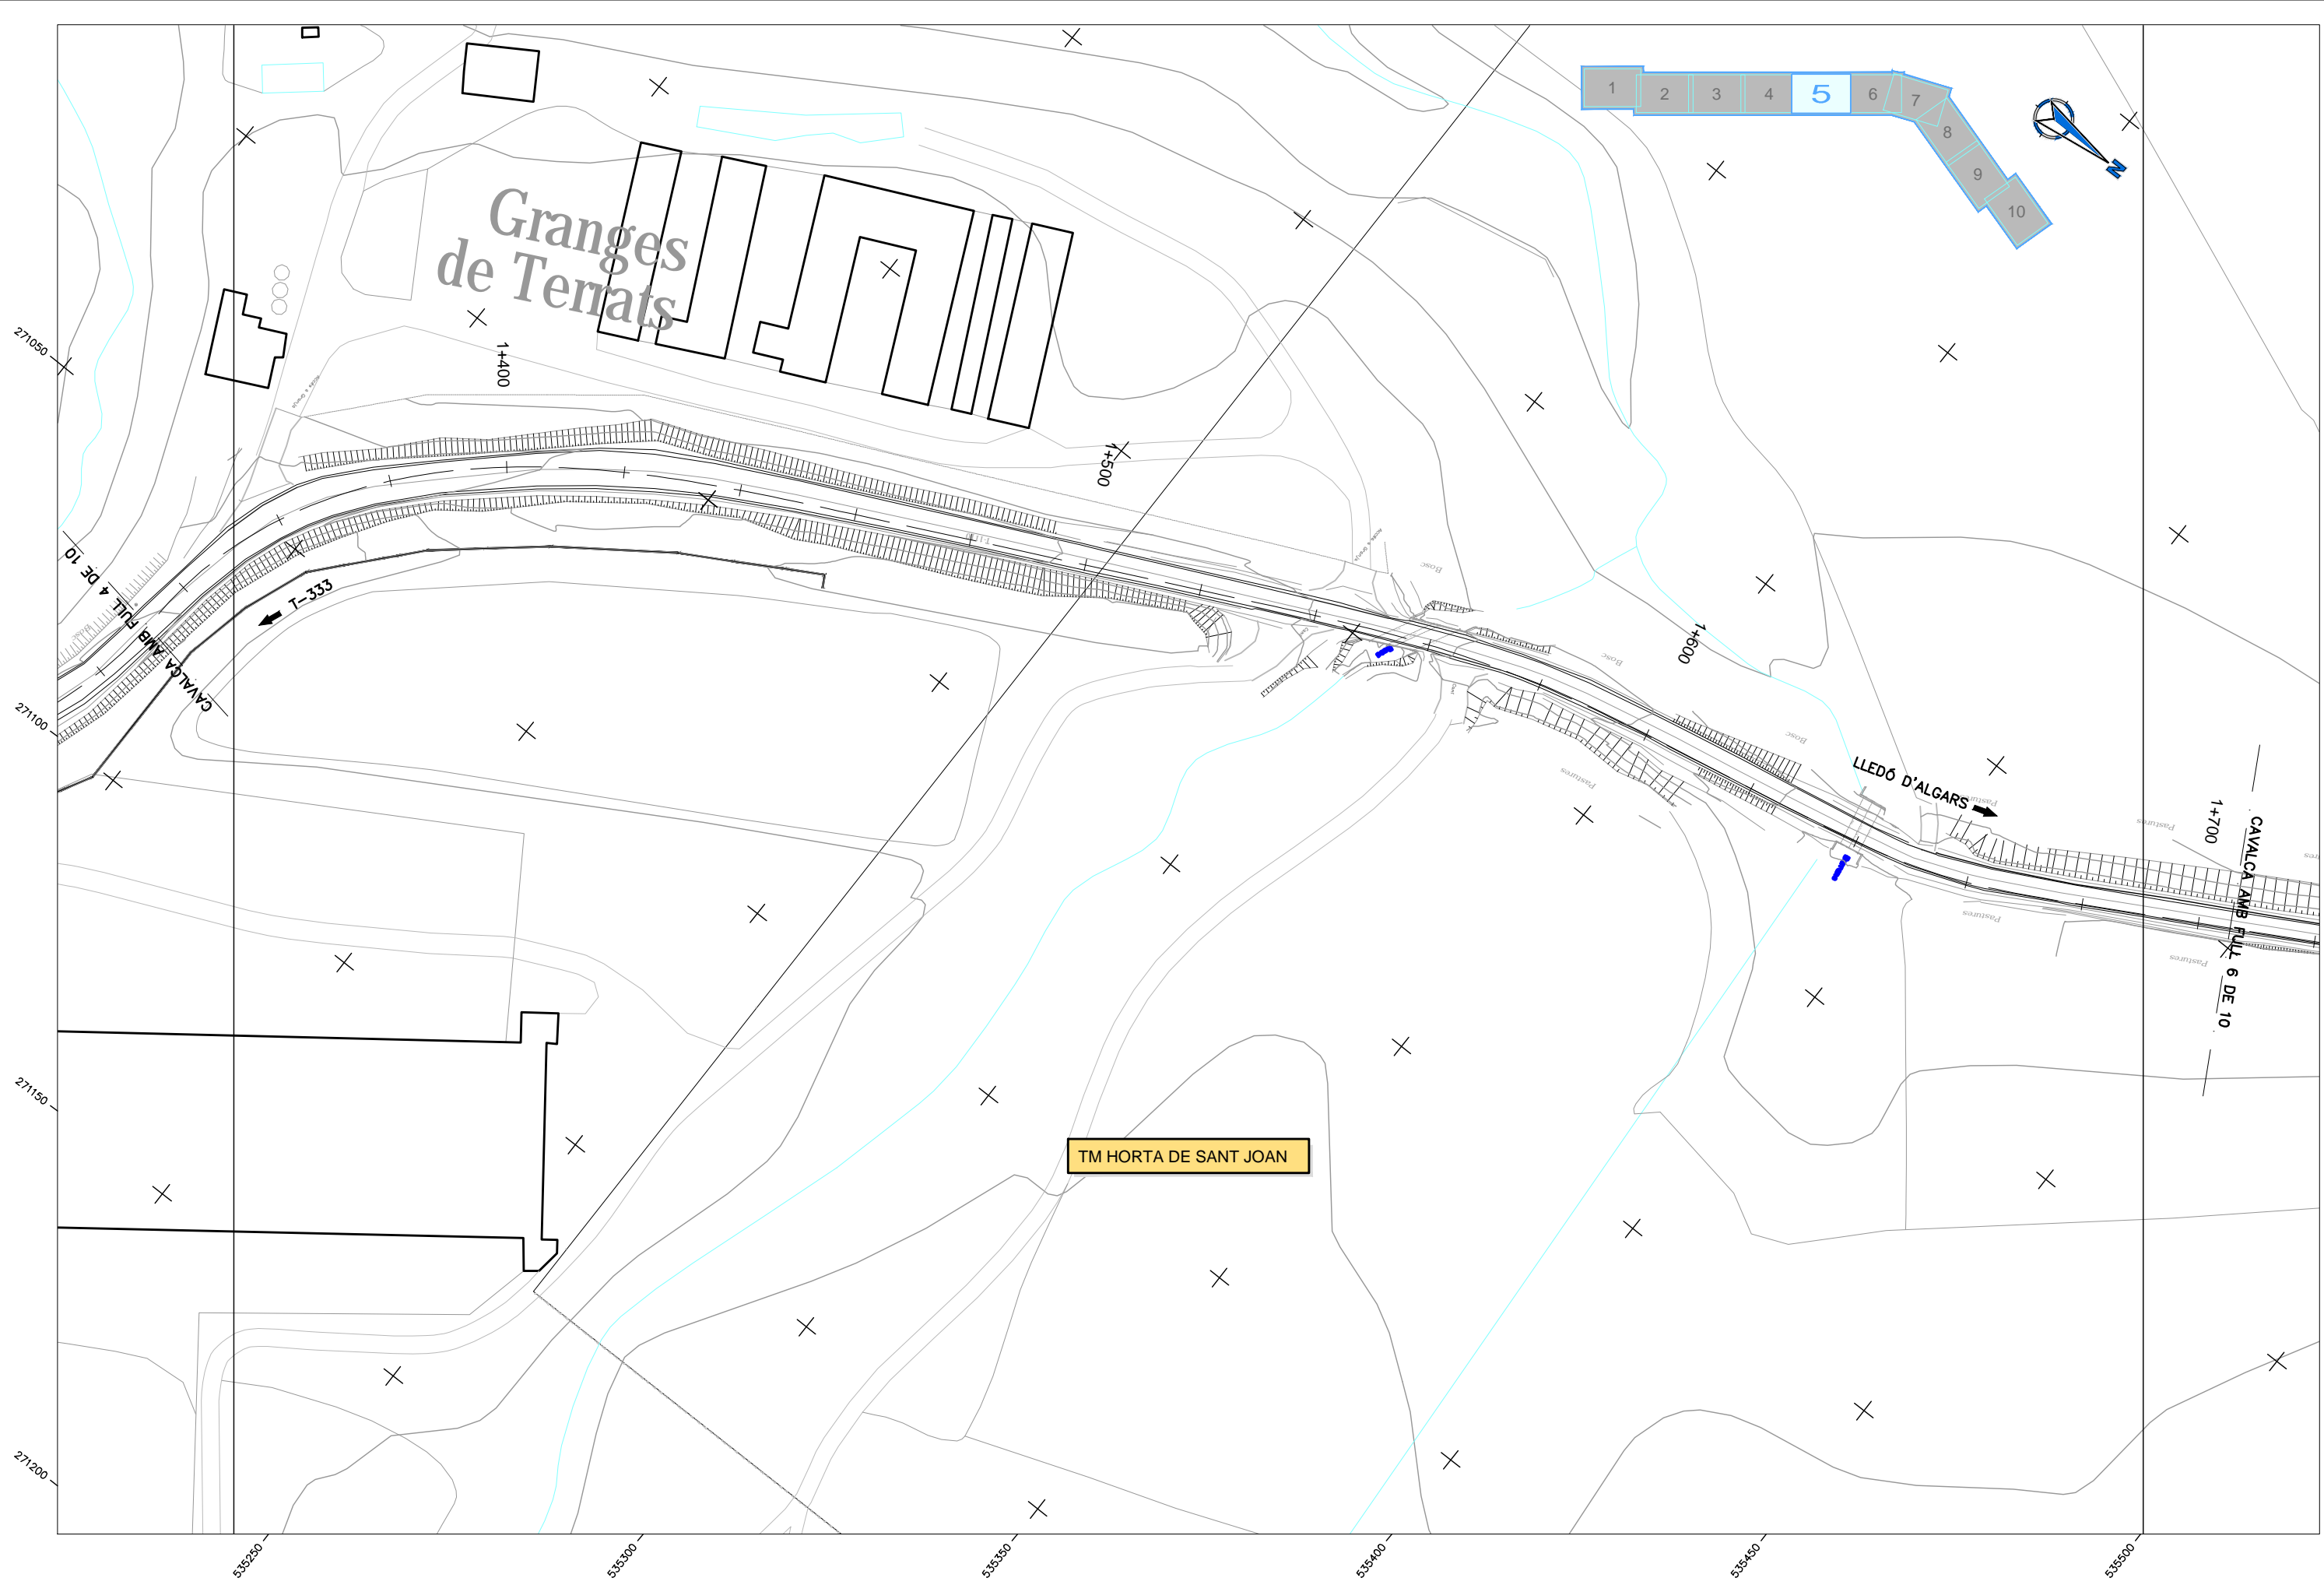 1
2
3
4
5
6
7
8
9
10
N
Granges
de Terrats
1+400
1+500
1+600
1+700
271050
271100
271150
271200
CAVALCA AMB FULL 4 DE 10
T-333
Bosc
Bosc
Bosc
Pastures
Pastures
Pastures
Pastures
Pastures
LLEDÓ D'ALGARS
CAVALCA AMB FULL 6 DE 10
TM HORTA DE SANT JOAN
535250
535300
535350
535400
535450
535500